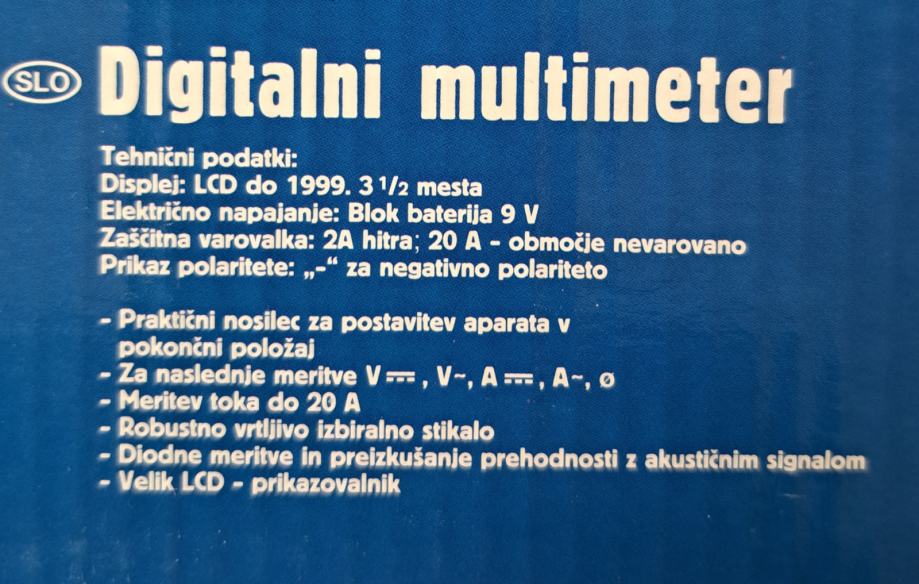 SLO
Digitalni multimeter
Tehnični podatki:
Displej: LCD do 1999. 3 1/2 mesta
Električno napajanje: Blok baterija 9 V
Zaščitna varovalka: 2A hitra; 20 A - območje nevarovano
Prikaz polaritete: „-“ za negativno polariteto
- Praktični nosilec za postavitev aparata v
pokončni položaj
- Za naslednje meritve V⎓, V~, A⎓, A~, ø
- Meritev toka do 20 A
- Robustno vrtljivo izbiralno stikalo
- Diodne meritve in preizkušanje prehodnosti z akustičnim signalom
- Velik LCD - prikazovalnik